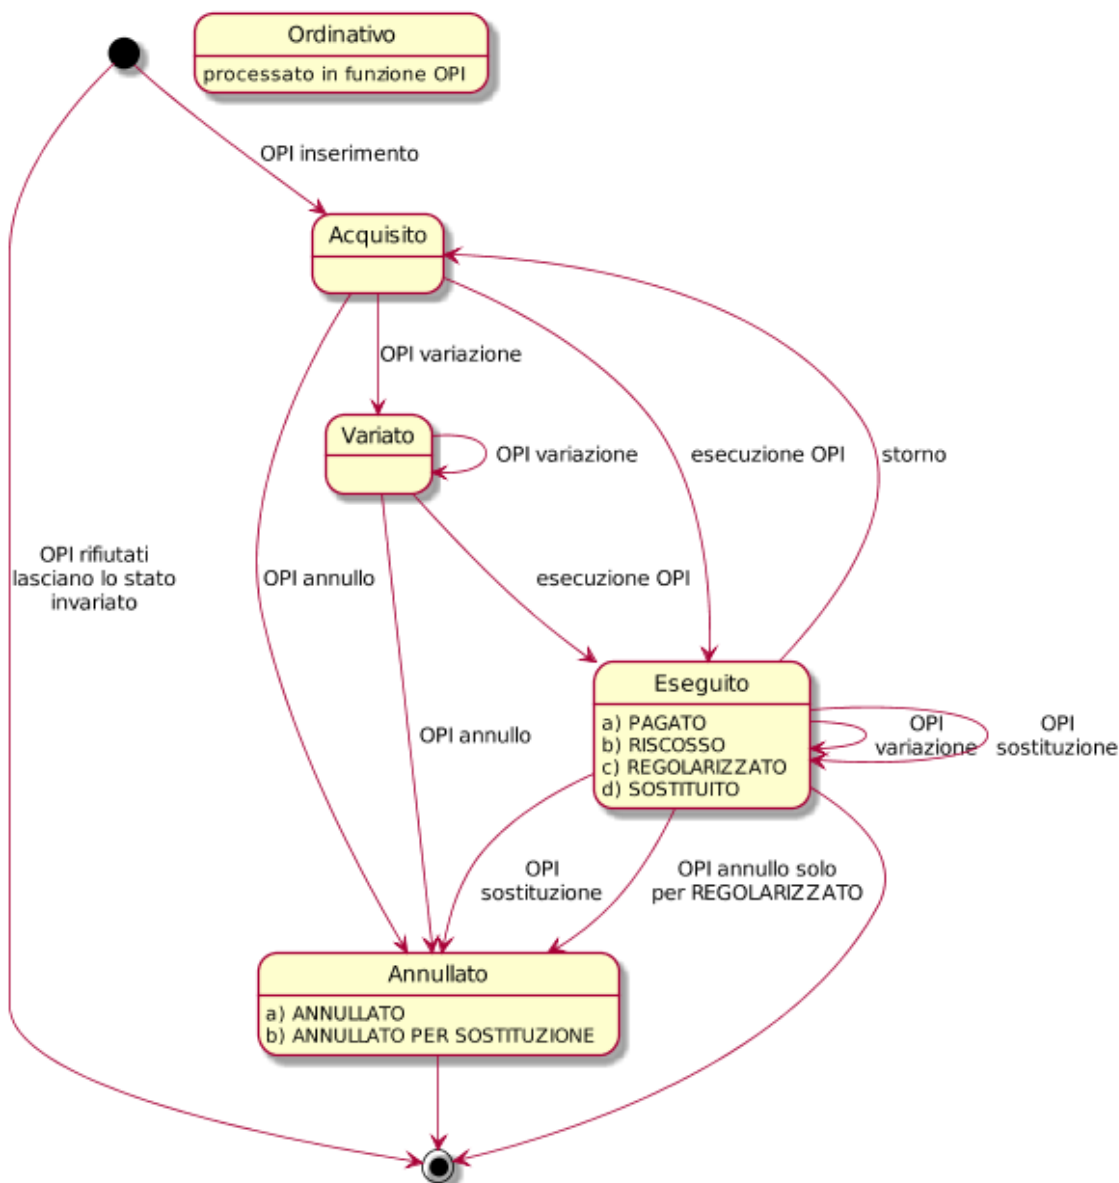 Ordinativo
processato in funzione OPI
OPI inserimento
Acquisito
OPI variazione
Variato
OPI variazione
esecuzione OPI
storno
OPI rifiutati
lasciano lo stato
invariato
OPI annullo
esecuzione OPI
Eseguito
a) PAGATO
b) RISCOSSO
c) REGOLARIZZATO
d) SOSTITUITO
OPI
variazione
OPI
sostituzione
OPI annullo
OPI
sostituzione
OPI annullo solo
per REGOLARIZZATO
Annullato
a) ANNULLATO
b) ANNULLATO PER SOSTITUZIONE